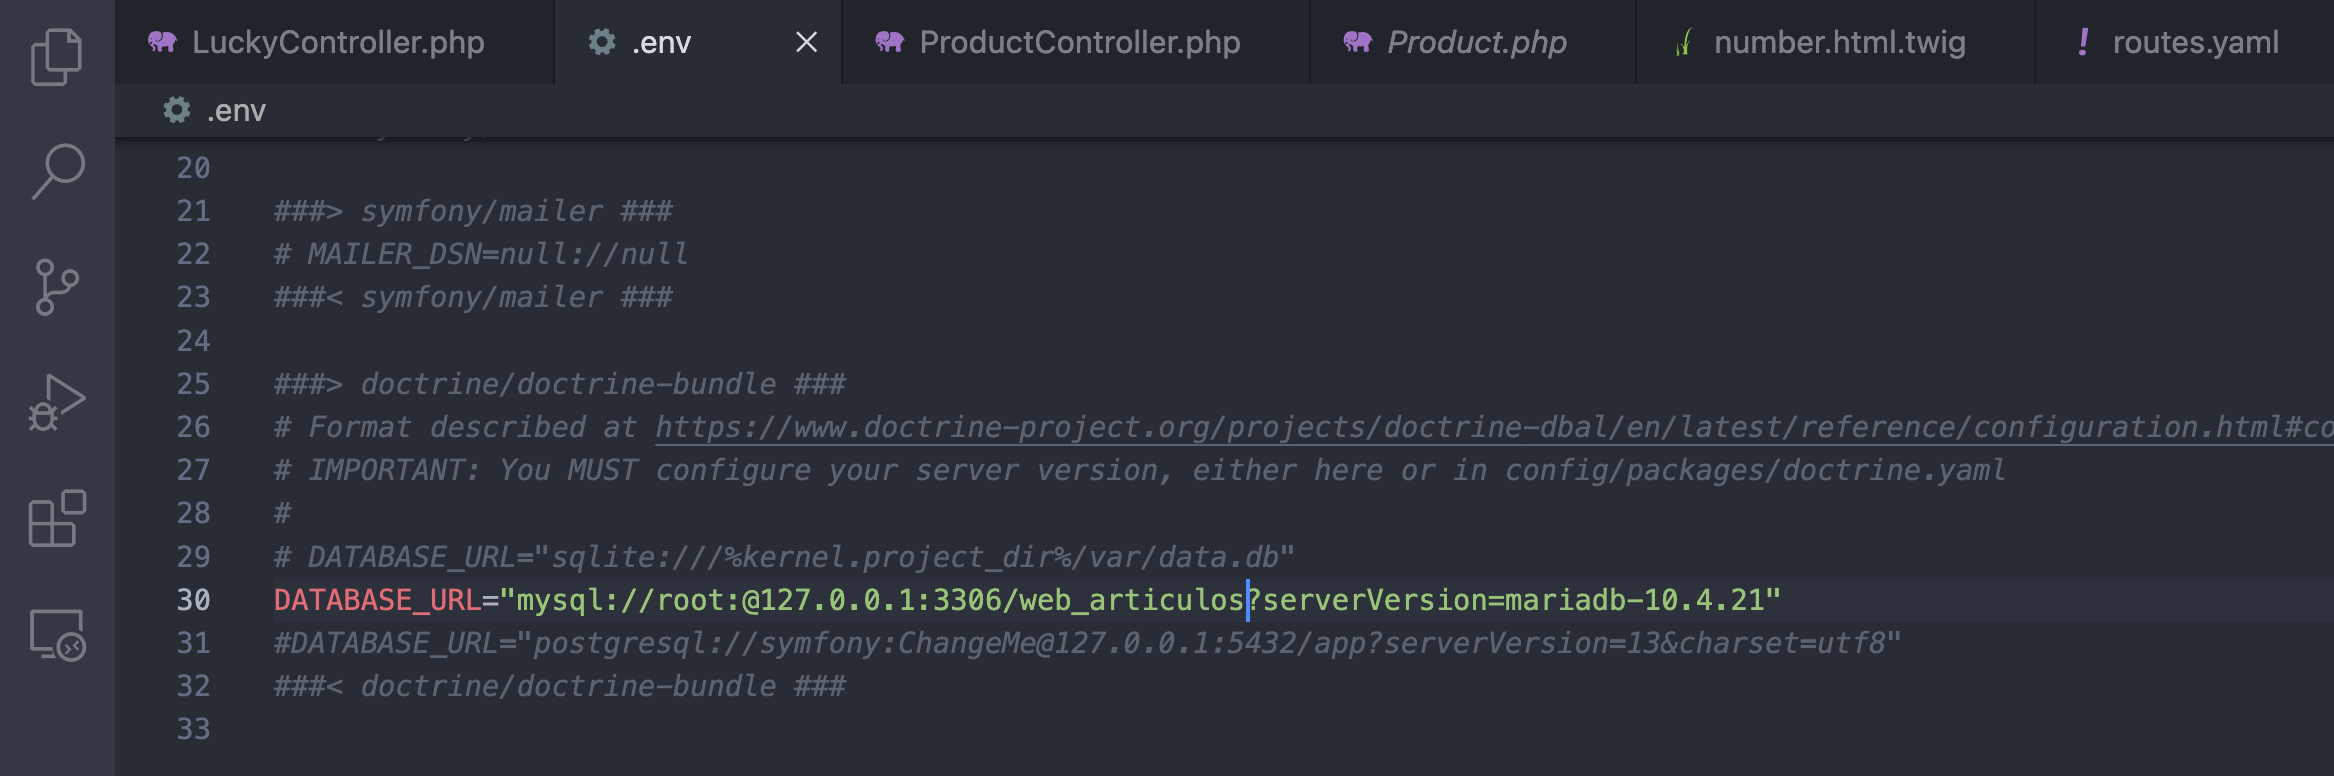 LuckyController.php
.env
ProductController.php
Product.php
number.html.twig
routes.yaml
.env
20
21 ###> symfony/mailer ###
22 # MAILER_DSN=null://null
23 ###< symfony/mailer ###
24
25 ###> doctrine/doctrine-bundle ###
26 # Format described at https://www.doctrine-project.org/projects/doctrine-dbal/en/latest/reference/configuration.html#co
27 # IMPORTANT: You MUST configure your server version, either here or in config/packages/doctrine.yaml
28 #
29 # DATABASE_URL="sqlite:///%kernel.project_dir%/var/data.db"
30 DATABASE_URL="mysql://root:@127.0.0.1:3306/web_articulos?serverVersion=mariadb-10.4.21"
31 #DATABASE_URL="postgresql://symfony:ChangeMe@127.0.0.1:5432/app?serverVersion=13&charset=utf8"
32 ###< doctrine/doctrine-bundle ###
33